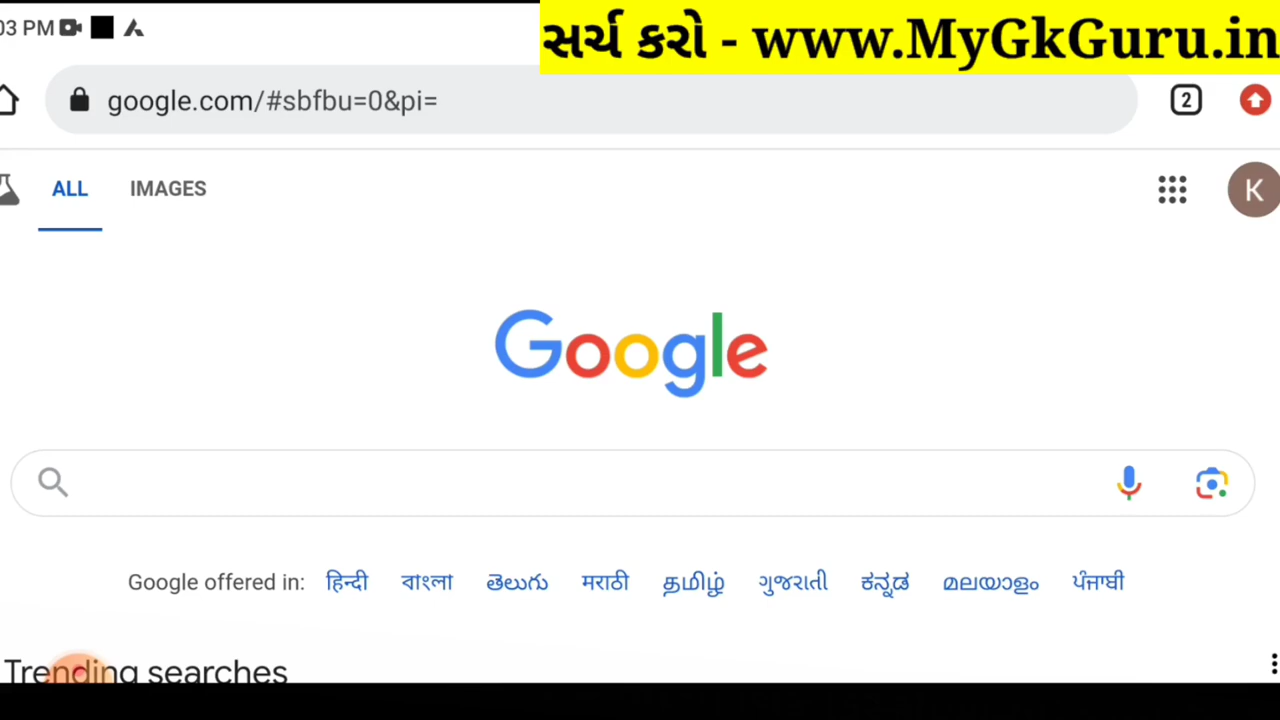 03 PM
સર્ચ કરો - www.MyGkGuru.in
google.com/#sbfbu=0&pi=
2
ALL IMAGES
K
Google
Google offered in: हिन्दी বাংলা తెలుగు मराठी தமிழ் ગુજરાતી ಕನ್ನಡ മലയാളം ਪੰਜਾਬੀ
Trending searches